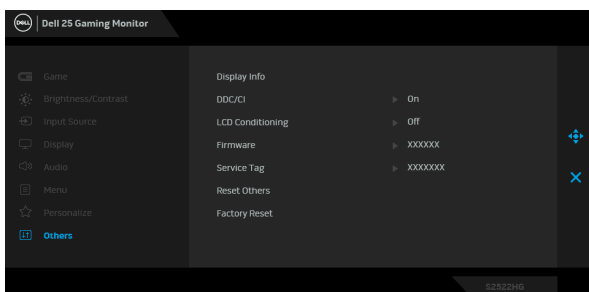 DELL
Dell 25 Gaming Monitor
Game
Brightness/Contrast
Input Source
Display
Audio
Menu
Personalize
Others
Display Info
DDC/CI On
LCD Conditioning Off
Firmware XXXXXX
Service Tag XXXXXXX
Reset Others
Factory Reset
S2522HG